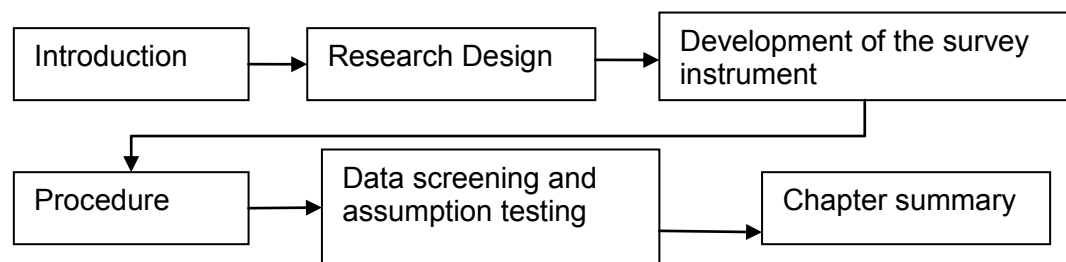 Introduction
Research Design
Development of the survey
instrument
Procedure
Data screening and
assumption testing
Chapter summary